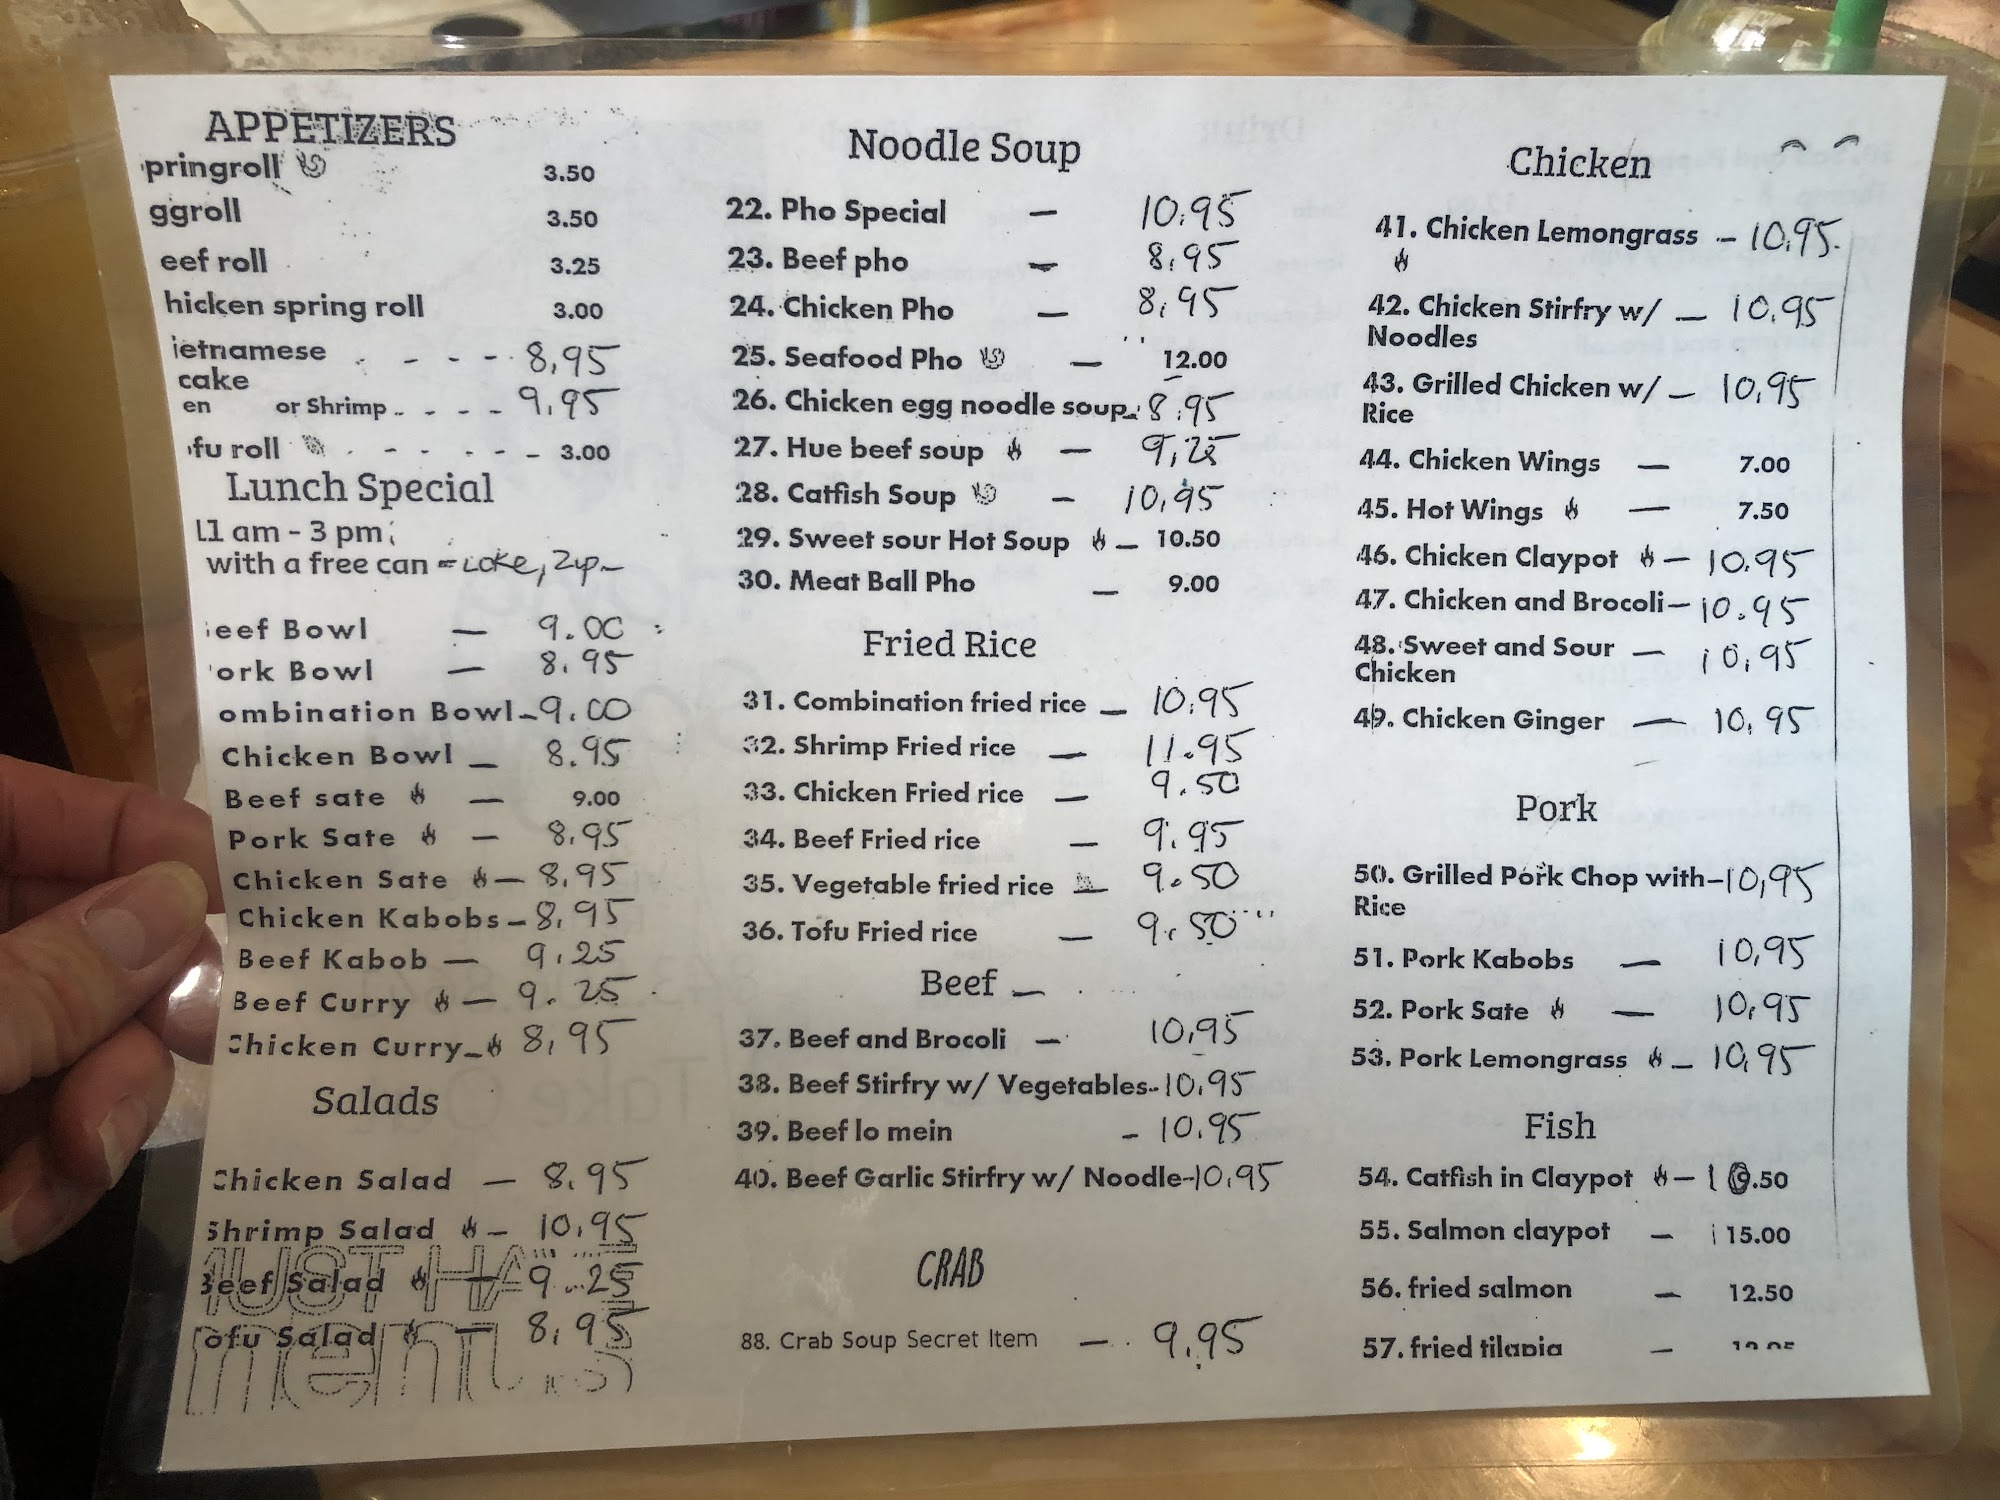 APPETIZERS
pringroll 3.50
ggroll 3.50
eef roll 3.25
hicken spring roll 3.00
ietnamese - - - - 8,95
cake
en or Shrimp - - - - 9,95
fu roll - - - - - - 3.00
Lunch Special
11 am - 3 pm
with a free can = coke, 7up
eef Bowl — 9.00
ork Bowl — 8.95
ombination Bowl - 9.00
Chicken Bowl — 8.95
Beef sate — 9.00
Pork Sate — 8,95
Chicken Sate — 8,95
Chicken Kabobs - 8,95
Beef Kabob — 9.25
Beef Curry — 9.25
Chicken Curry - 8,95
Salads
Chicken Salad — 8.95
Shrimp Salad - 10.95
Beef Salad — 9.25
Tofu Salad — 8,95
MUST HA
menu(s)
Noodle Soup
22. Pho Special — 10.95
23. Beef pho — 8.95
24. Chicken Pho — 8.95
25. Seafood Pho — 12.00
26. Chicken egg noodle soup - 8.95
27. Hue beef soup — 9,25
28. Catfish Soup — 10,95
29. Sweet sour Hot Soup — 10.50
30. Meat Ball Pho — 9.00
Fried Rice
31. Combination fried rice — 10.95
32. Shrimp Fried rice — 11.95
33. Chicken Fried rice — 9.50
34. Beef Fried rice — 9.95
35. Vegetable fried rice — 9.50
36. Tofu Fried rice — 9.50
Beef —
37. Beef and Brocoli — 10,95
38. Beef Stirfry w/ Vegetables - 10.95
39. Beef lo mein - 10.95
40. Beef Garlic Stirfry w/ Noodle - 10.95
CRAB
88. Crab Soup Secret Item — 9.95
Chicken
41. Chicken Lemongrass - 10,95
42. Chicken Stirfry w/ — 10.95
Noodles
43. Grilled Chicken w/ — 10,95
Rice
44. Chicken Wings — 7.00
45. Hot Wings — 7.50
46. Chicken Claypot — 10.95
47. Chicken and Brocoli — 10.95
48. Sweet and Sour — 10,95
Chicken
49. Chicken Ginger — 10,95
Pork
50. Grilled Pork Chop with - 10,95
Rice
51. Pork Kabobs — 10,95
52. Pork Sate — 10.95
53. Pork Lemongrass — 10,95
Fish
54. Catfish in Claypot — 10.50
55. Salmon claypot — 15.00
56. fried salmon — 12.50
57. fried tilapia —